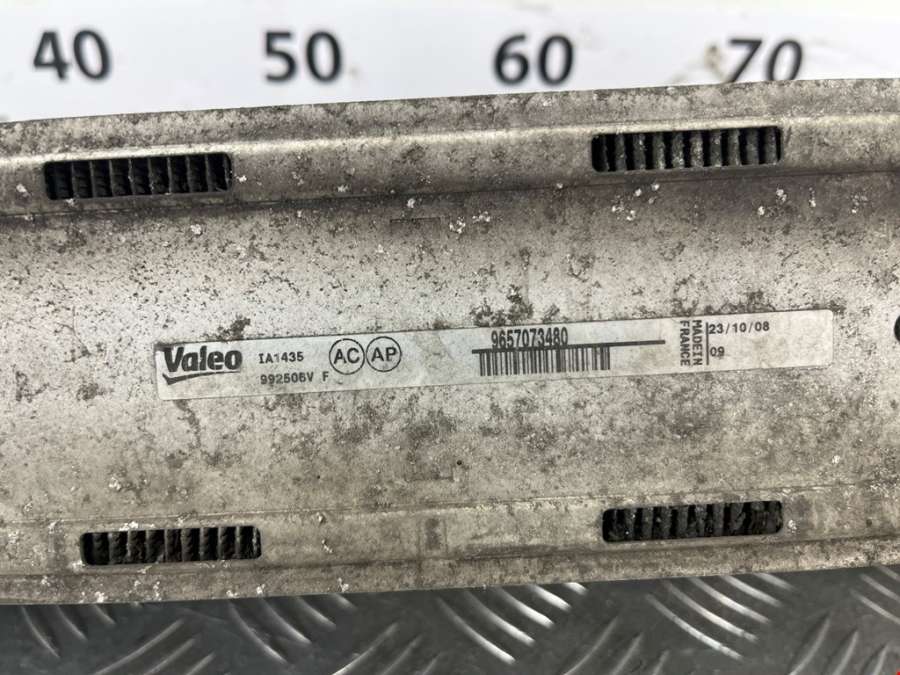 40 50 60 70
Valeo IA1435 AC AP
992506V F
9657073480
MADE IN
FRANCE
23/10/08
09